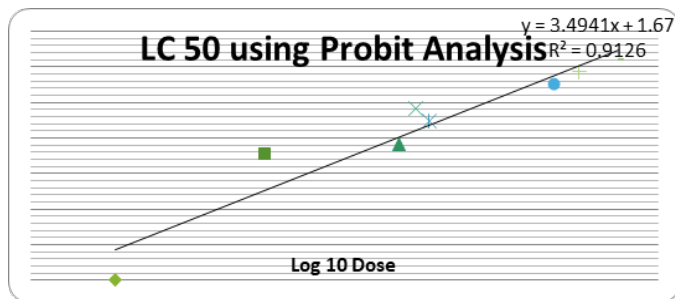 y = 3.4941x + 1.67
LC 50 using Probit Analysis
R² = 0.9126
Log 10 Dose